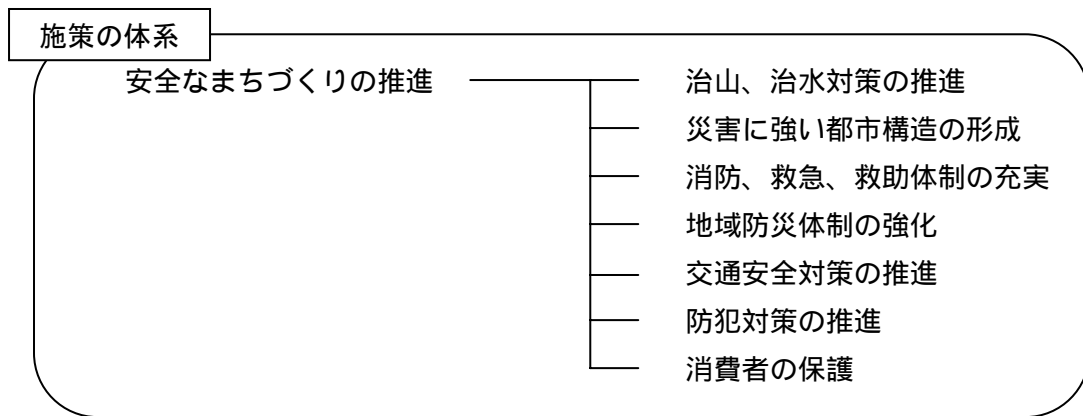 施策の体系
安全なまちづくりの推進
治山、治水対策の推進
災害に強い都市構造の形成
消防、救急、救助体制の充実
地域防災体制の強化
交通安全対策の推進
防犯対策の推進
消費者の保護